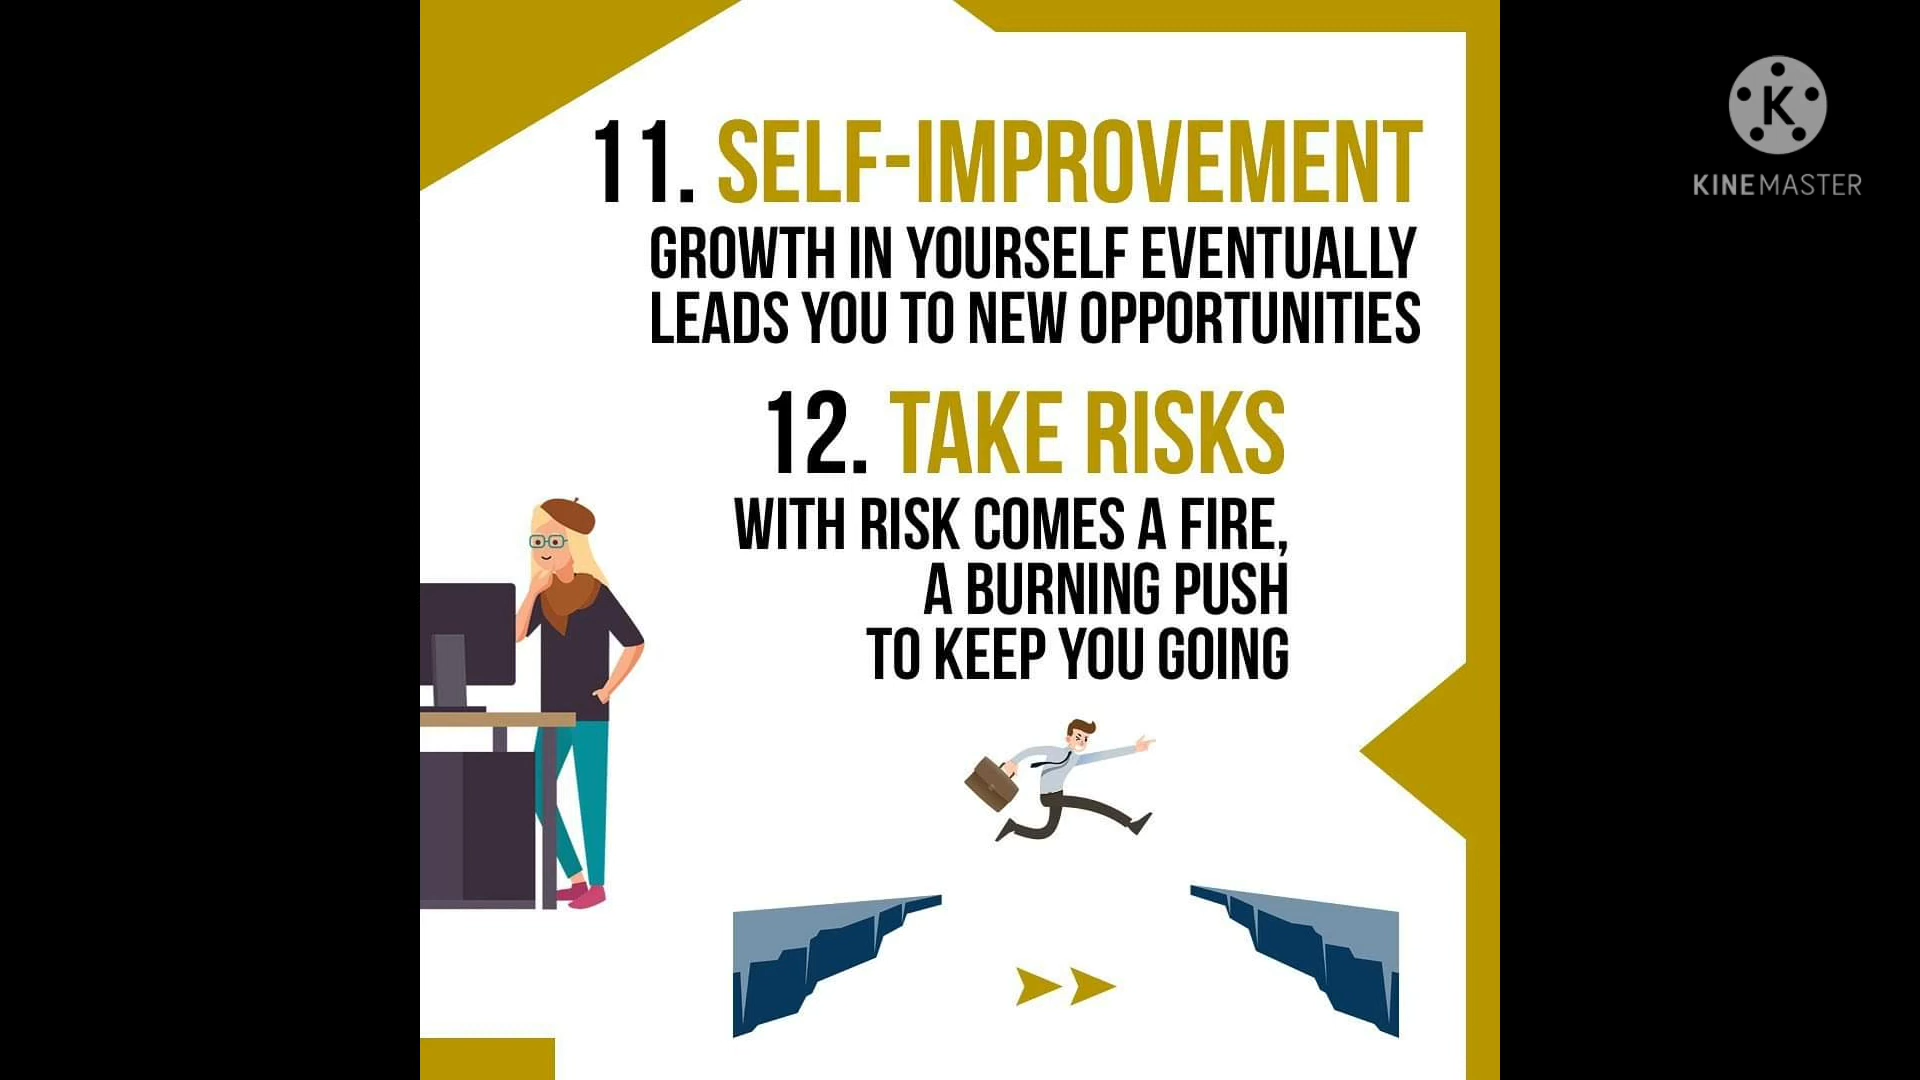 11. SELF-IMPROVEMENT
GROWTH IN YOURSELF EVENTUALLY
LEADS YOU TO NEW OPPORTUNITIES
12. TAKE RISKS
WITH RISK COMES A FIRE,
A BURNING PUSH
TO KEEP YOU GOING
K
KINEMASTER